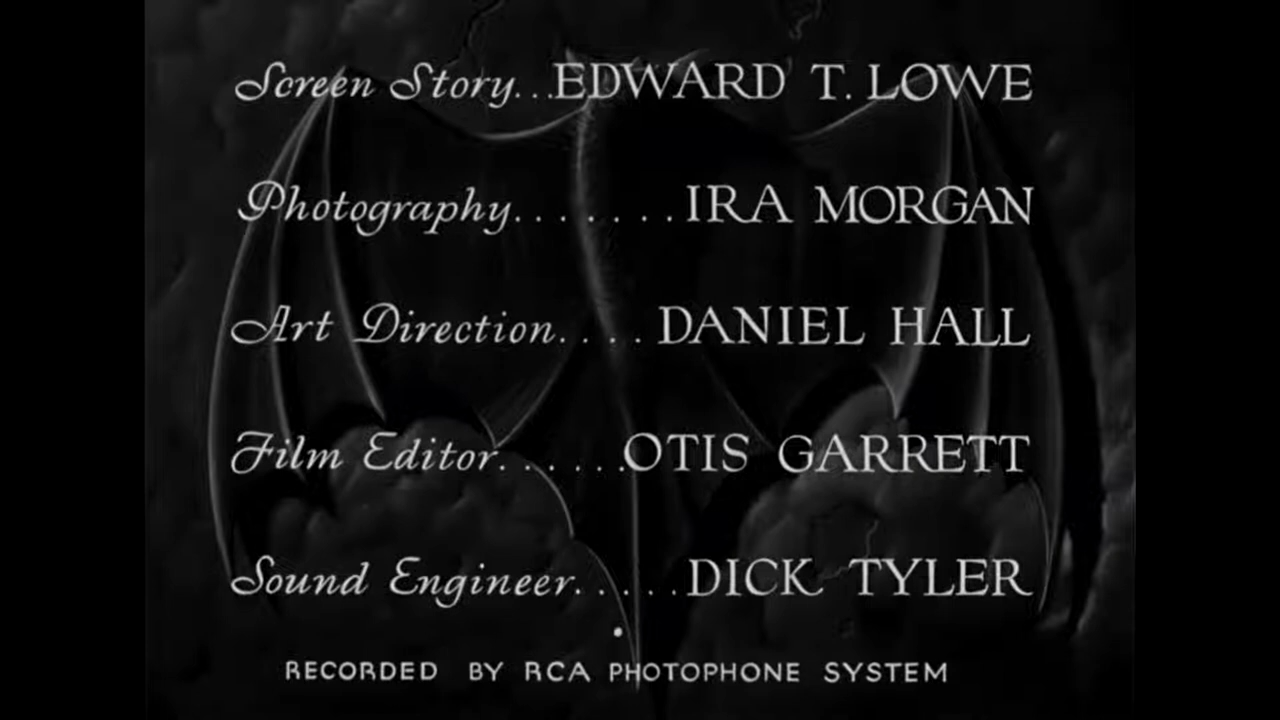 Screen Story...EDWARD T. LOWE
Photography.......IRA MORGAN
Art Direction....DANIEL HALL
Film Editor......OTIS GARRETT
Sound Engineer.....DICK TYLER
RECORDED BY RCA PHOTOPHONE SYSTEM